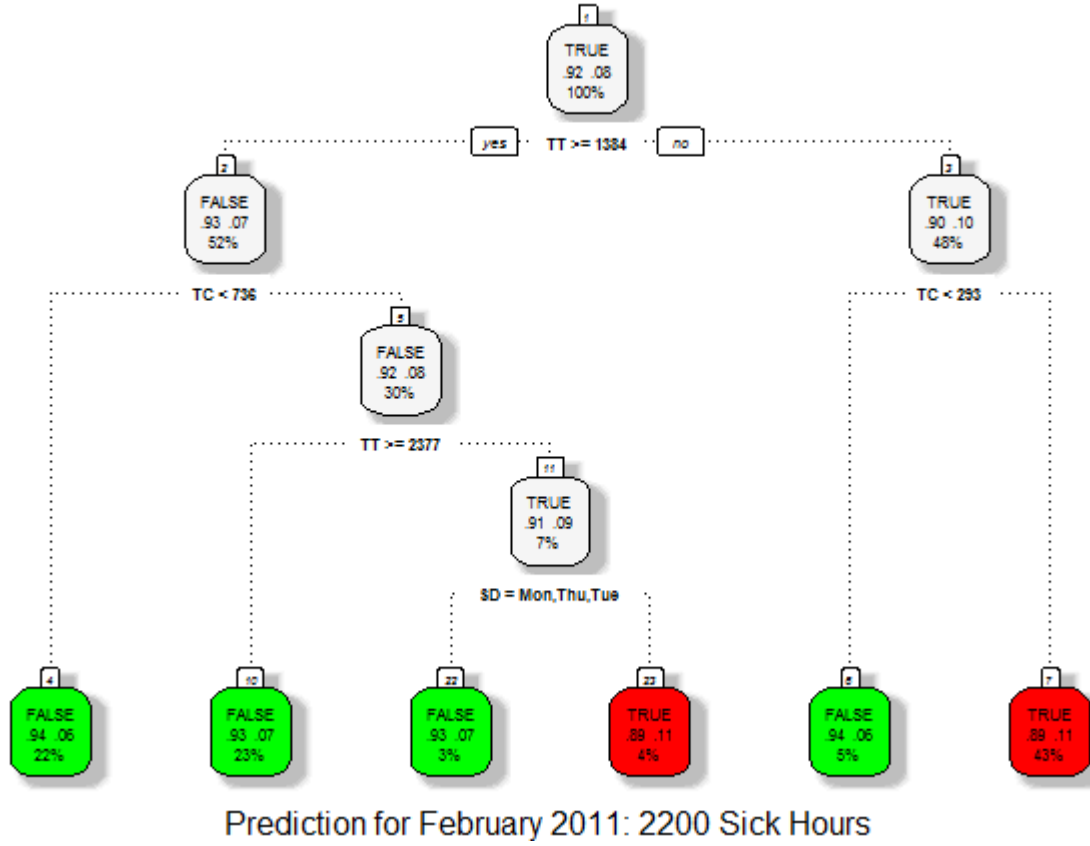 1
TRUE
.92 .08
100%
yes TT >= 1384 no
2
FALSE
.93 .07
52%
3
TRUE
.90 .10
48%
TC < 736
TC < 293
5
FALSE
.92 .08
30%
TT >= 2377
11
TRUE
.91 .09
7%
SD = Mon,Thu,Tue
4
FALSE
.94 .06
22%
10
FALSE
.93 .07
23%
22
FALSE
.93 .07
3%
23
TRUE
.89 .11
4%
6
FALSE
.94 .06
5%
7
TRUE
.89 .11
43%
Prediction for February 2011: 2200 Sick Hours